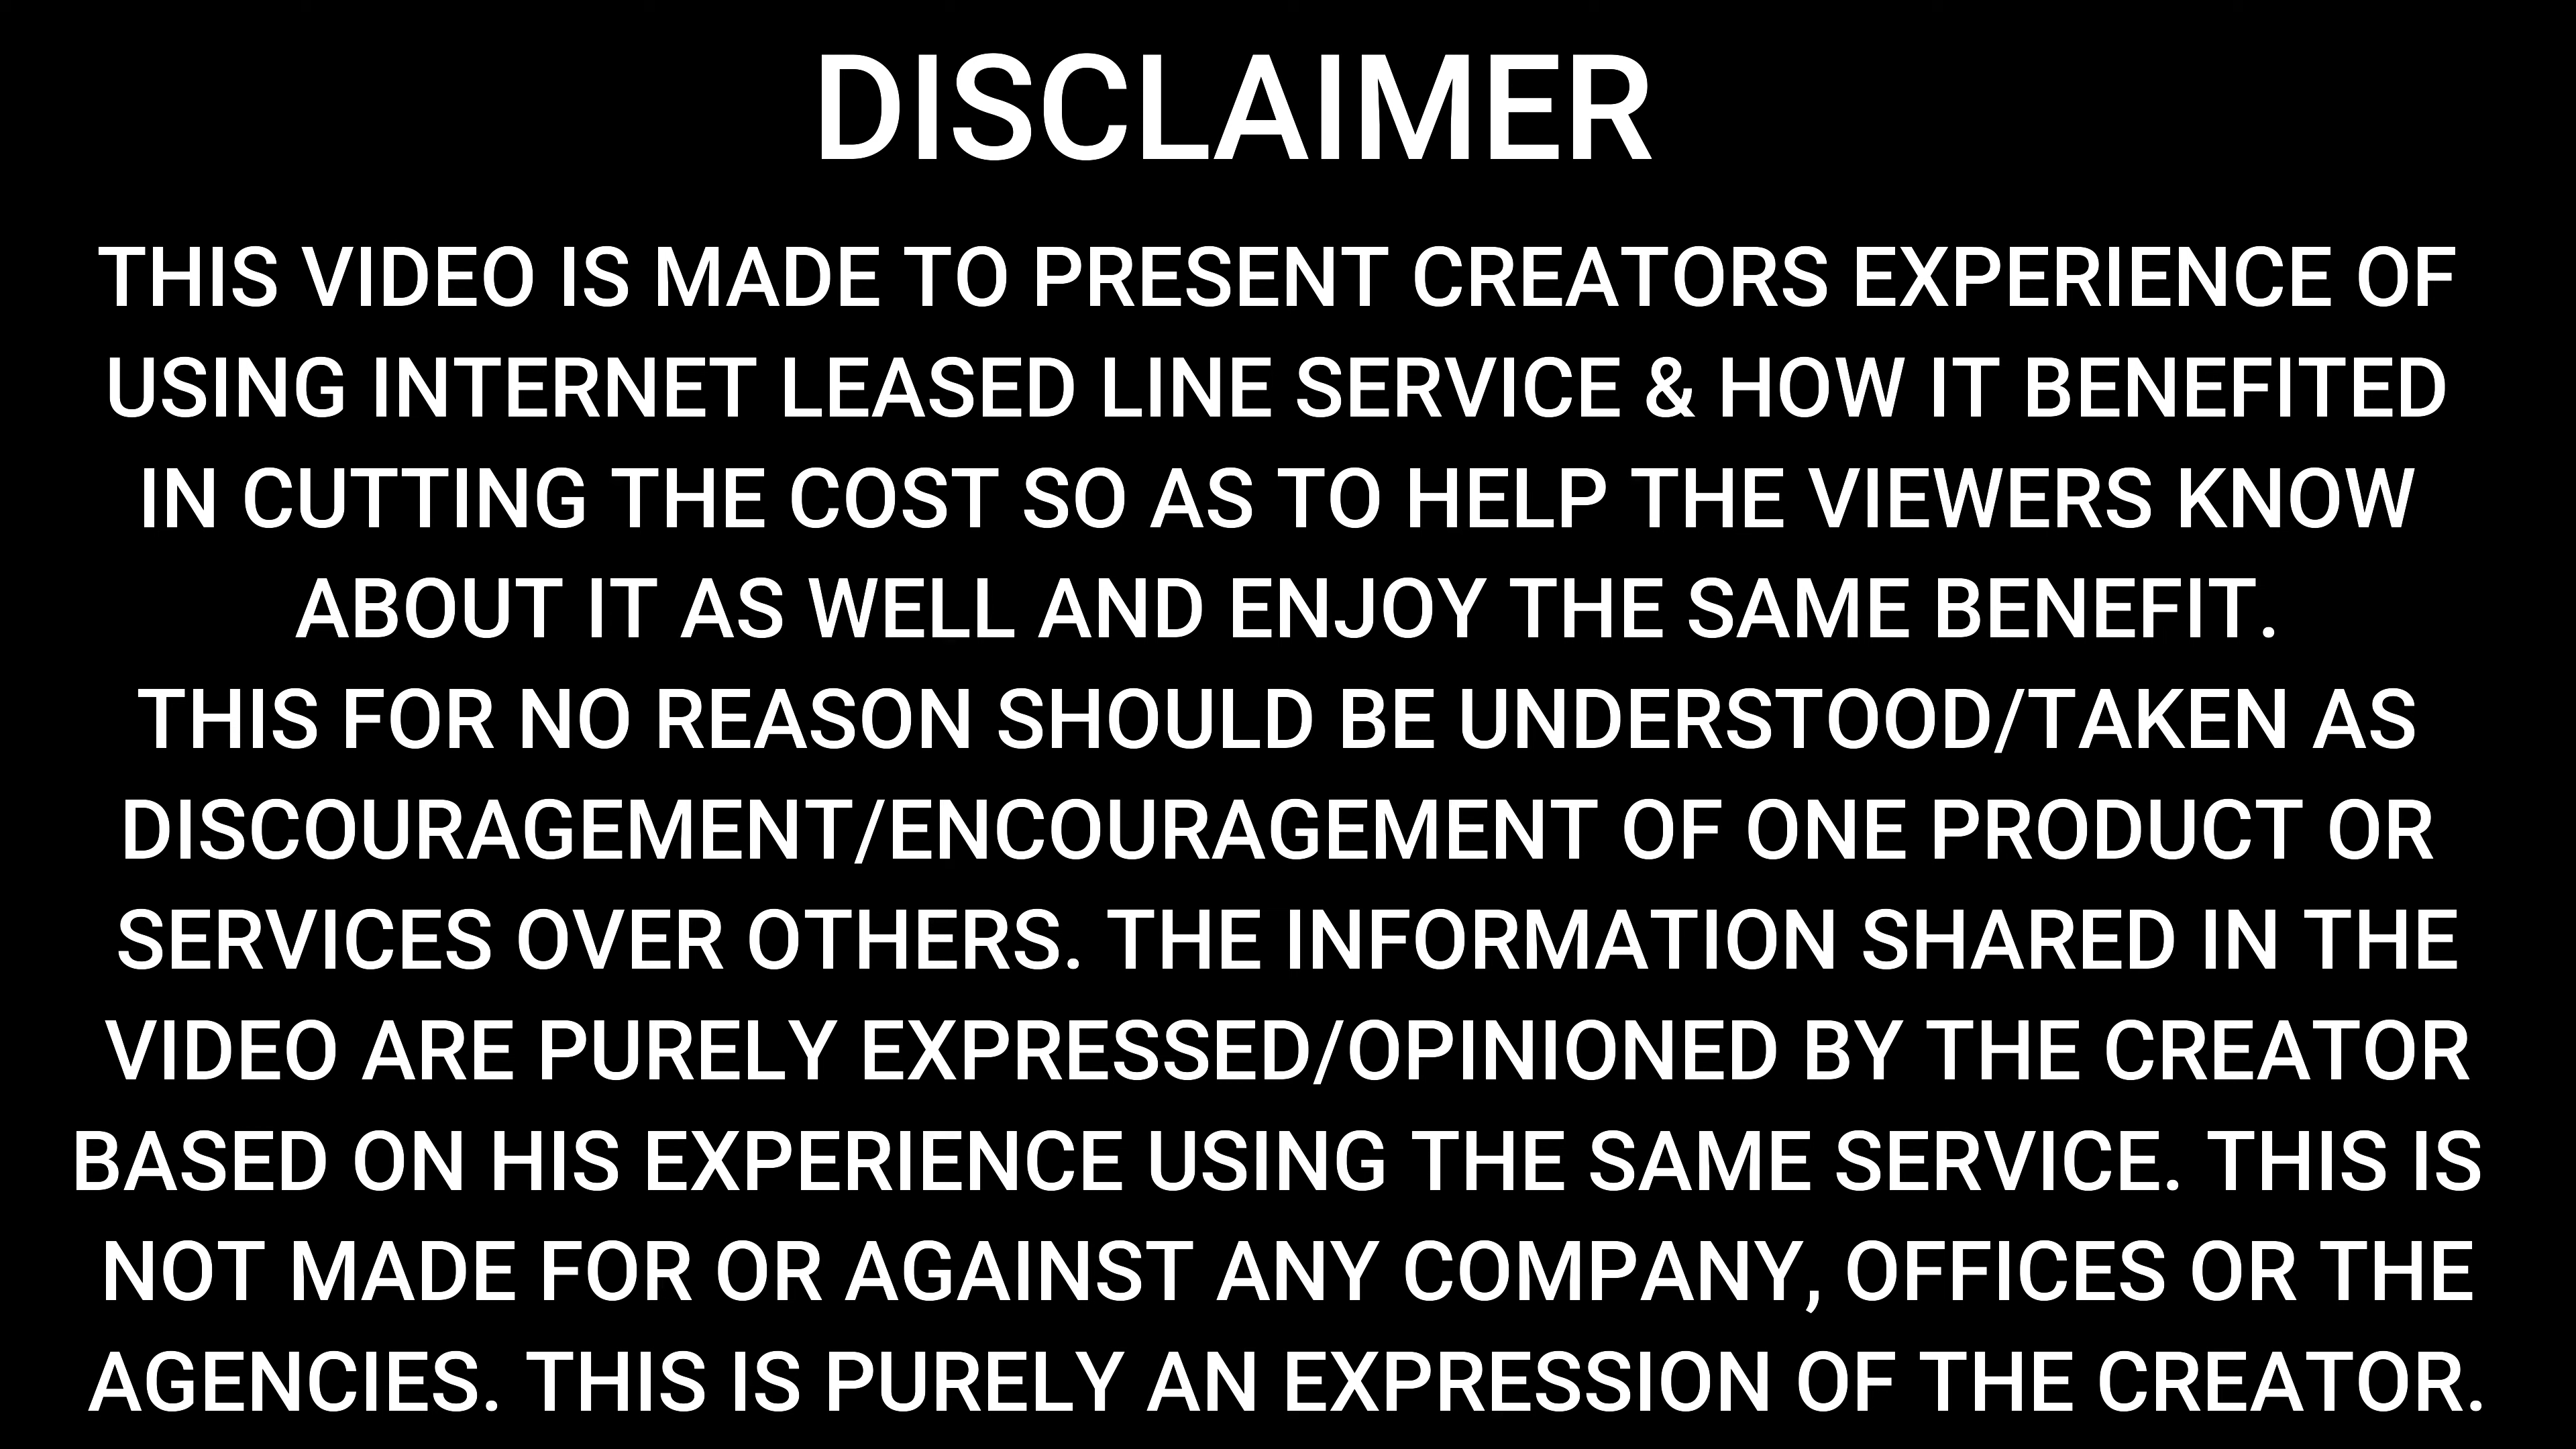 DISCLAIMER
THIS VIDEO IS MADE TO PRESENT CREATORS EXPERIENCE OF
USING INTERNET LEASED LINE SERVICE & HOW IT BENEFITED
IN CUTTING THE COST SO AS TO HELP THE VIEWERS KNOW
ABOUT IT AS WELL AND ENJOY THE SAME BENEFIT.
THIS FOR NO REASON SHOULD BE UNDERSTOOD/TAKEN AS
DISCOURAGEMENT/ENCOURAGEMENT OF ONE PRODUCT OR
SERVICES OVER OTHERS. THE INFORMATION SHARED IN THE
VIDEO ARE PURELY EXPRESSED/OPINIONED BY THE CREATOR
BASED ON HIS EXPERIENCE USING THE SAME SERVICE. THIS IS
NOT MADE FOR OR AGAINST ANY COMPANY, OFFICES OR THE
AGENCIES. THIS IS PURELY AN EXPRESSION OF THE CREATOR.